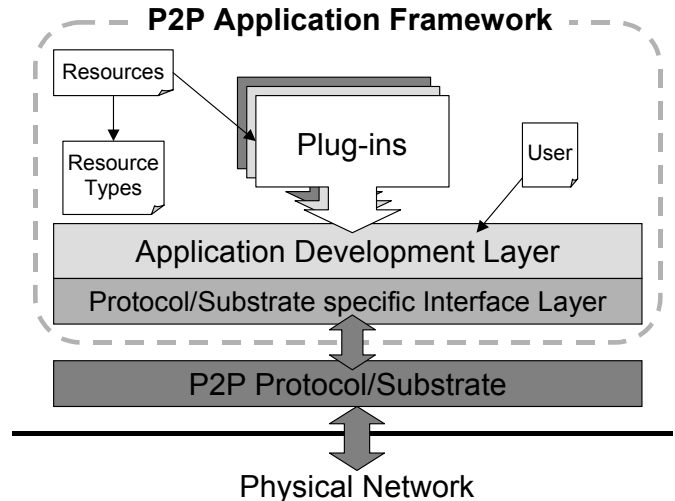 P2P Application Framework
Resources
Plug-ins
User
Resource
Types
Application Development Layer
Protocol/Substrate specific Interface Layer
P2P Protocol/Substrate
Physical Network